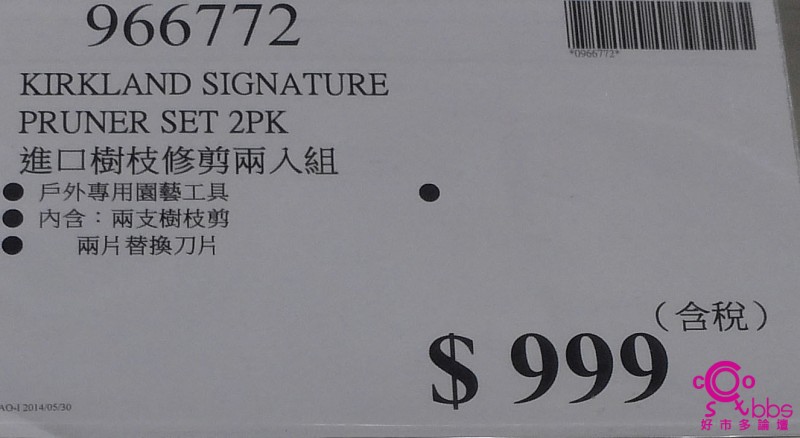 966772
*0966772*
KIRKLAND SIGNATURE
PRUNER SET 2PK
進口樹枝修剪兩入組
● 戶外專用園藝工具 ●
● 內含：兩支樹枝剪
● 兩片替換刀片
（含稅）
$ 999
AO-I 2014/05/30
Costbbs
好市多論壇